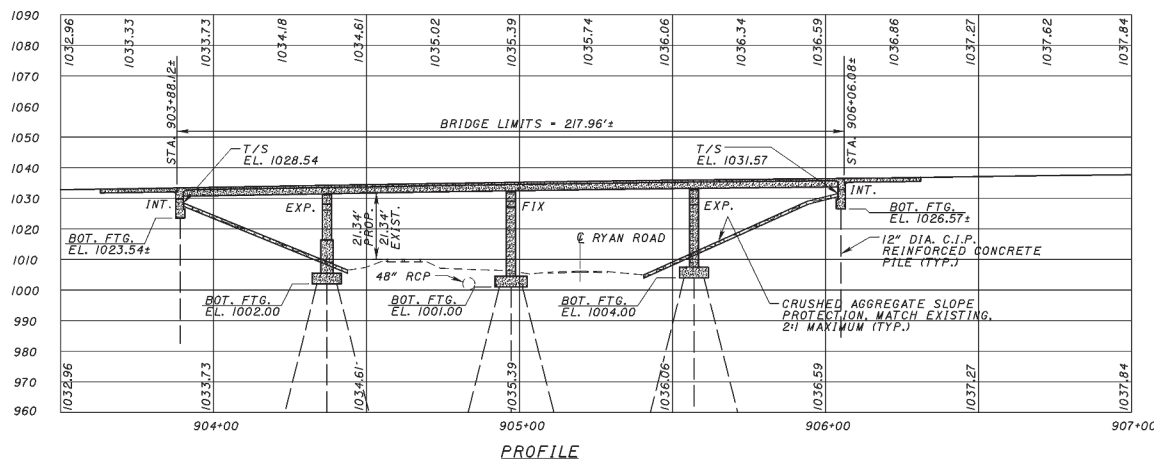 1090
1080
1070
1060
1050
1040
1030
1020
1010
1000
990
980
970
960
1032.96
1033.33
1033.73
1034.18
1034.61
1035.02
1035.39
1035.74
1036.06
1036.34
1036.59
1036.86
1037.27
1037.62
1037.84
STA. 903+88.12±
BRIDGE LIMITS = 217.96'±
STA. 906+06.08±
T/S
EL. 1028.54
T/S
EL. 1031.57
INT.
EXP.
21.34'
PROP.
21.34'
EXIST.
FIX
EXP.
INT.
BOT. FTG.
EL. 1023.54±
BOT. FTG.
EL. 1026.57±
℄ RYAN ROAD
12" DIA. C.I.P.
REINFORCED CONCRETE
PILE (TYP.)
48" RCP
BOT. FTG.
EL. 1002.00
BOT. FTG.
EL. 1001.00
BOT. FTG.
EL. 1004.00
CRUSHED AGGREGATE SLOPE
PROTECTION, MATCH EXISTING,
2:1 MAXIMUM (TYP.)
1032.96
1033.73
1034.61
1035.39
1036.06
1036.59
1037.27
1037.84
904+00
905+00
906+00
907+00
PROFILE